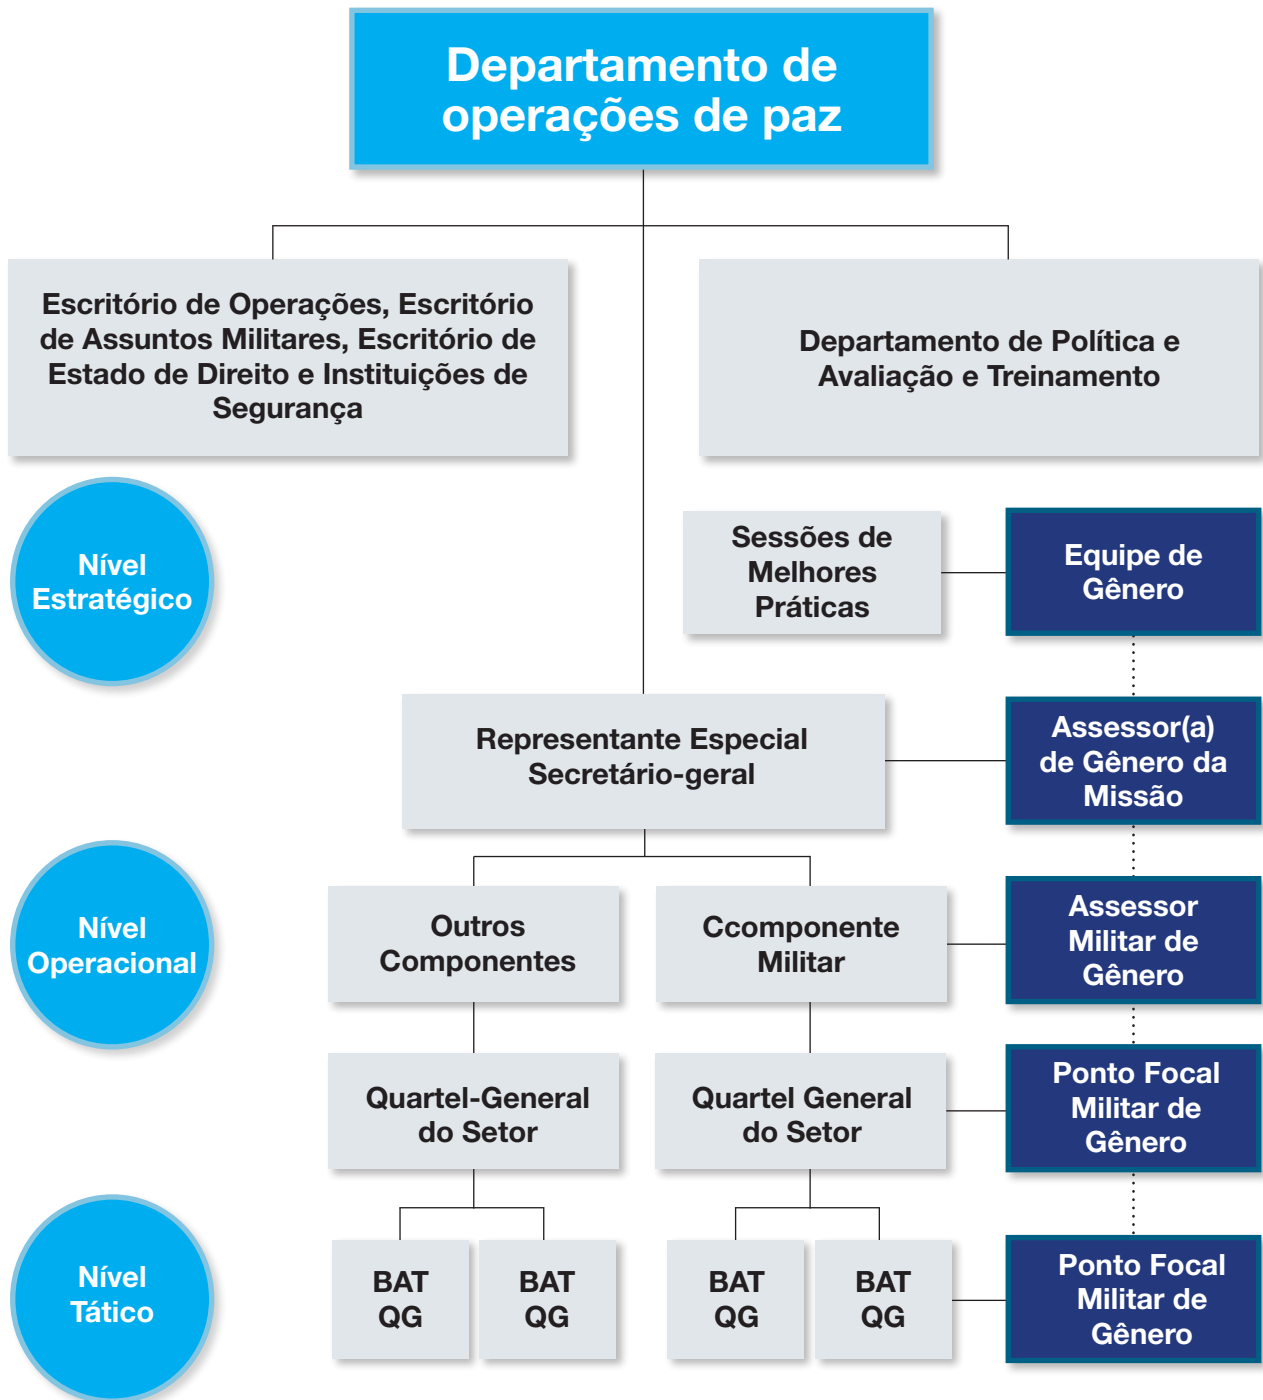 Departamento de
operações de paz
Escritório de Operações, Escritório
de Assuntos Militares, Escritório de
Estado de Direito e Instituições de
Segurança
Departamento de Política e
Avaliação e Treinamento
Nível
Estratégico
Sessões de
Melhores
Práticas
Equipe de
Gênero
Representante Especial
Secretário-geral
Assessor(a)
de Gênero da
Missão
Nível
Operacional
Outros
Componentes
Ccomponente
Militar
Assessor
Militar de
Gênero
Quartel-General
do Setor
Quartel General
do Setor
Ponto Focal
Militar de
Gênero
Nível
Tático
BAT
QG
BAT
QG
BAT
QG
BAT
QG
Ponto Focal
Militar de
Gênero